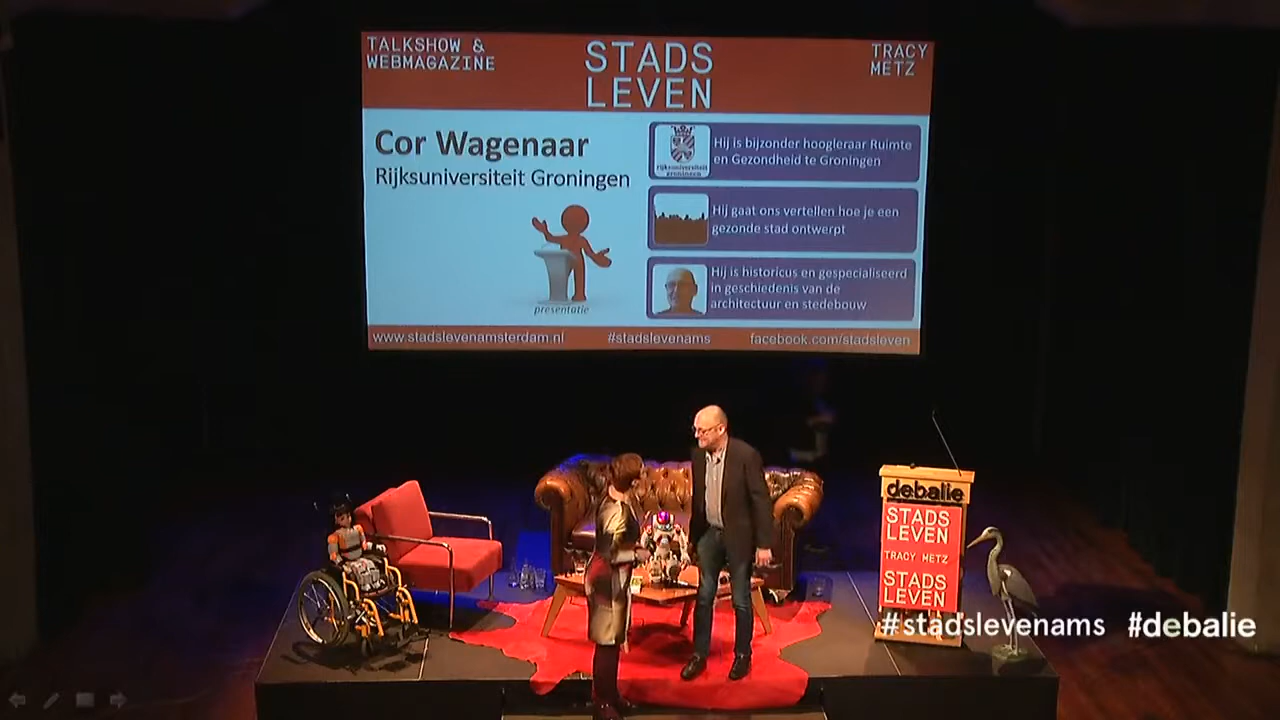 TALKSHOW &
WEBMAGAZINE
STADS
LEVEN
TRACY
METZ
Cor Wagenaar
Rijksuniversiteit Groningen
presentatie
rijksuniversiteit
groningen
Hij is bijzonder hoogleraar Ruimte
en Gezondheid te Groningen
Hij gaat ons vertellen hoe je een
gezonde stad ontwerpt
Hij is historicus en gespecialiseerd
in geschiedenis van de
architectuur en stedebouw
www.stadslevenamsterdam.nl
#stadslevenams
facebook.com/stadsleven
debalie
STADS
LEVEN
TRACY METZ
STADS
LEVEN
#stadslevenams #debalie